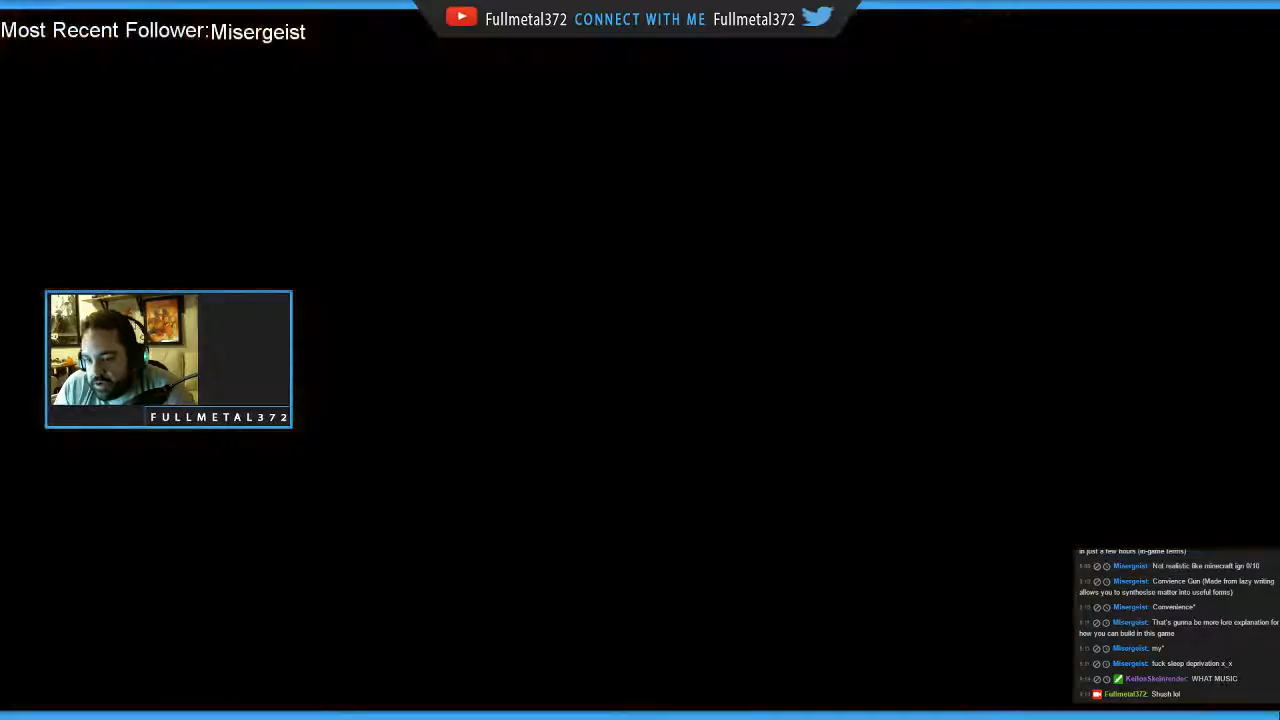 Fullmetal372 CONNECT WITH ME Fullmetal372
Most Recent Follower:Misergeist
FULLMETAL372
in just a few hours (in-game terms)
Misergeist: Not realistic like minecraft ign 0/10
Misergeist: Convience Gun (Made from lazy writing
allows you to synthesise matter into useful forms)
Misergeist: Convenience*
Misergeist: That's gunna be more lore explanation for
how you can build in this game
Misergeist: my*
Misergeist: fuck sleep deprivation x_x
WHAT MUSIC
Fullmetal372: Shush lol